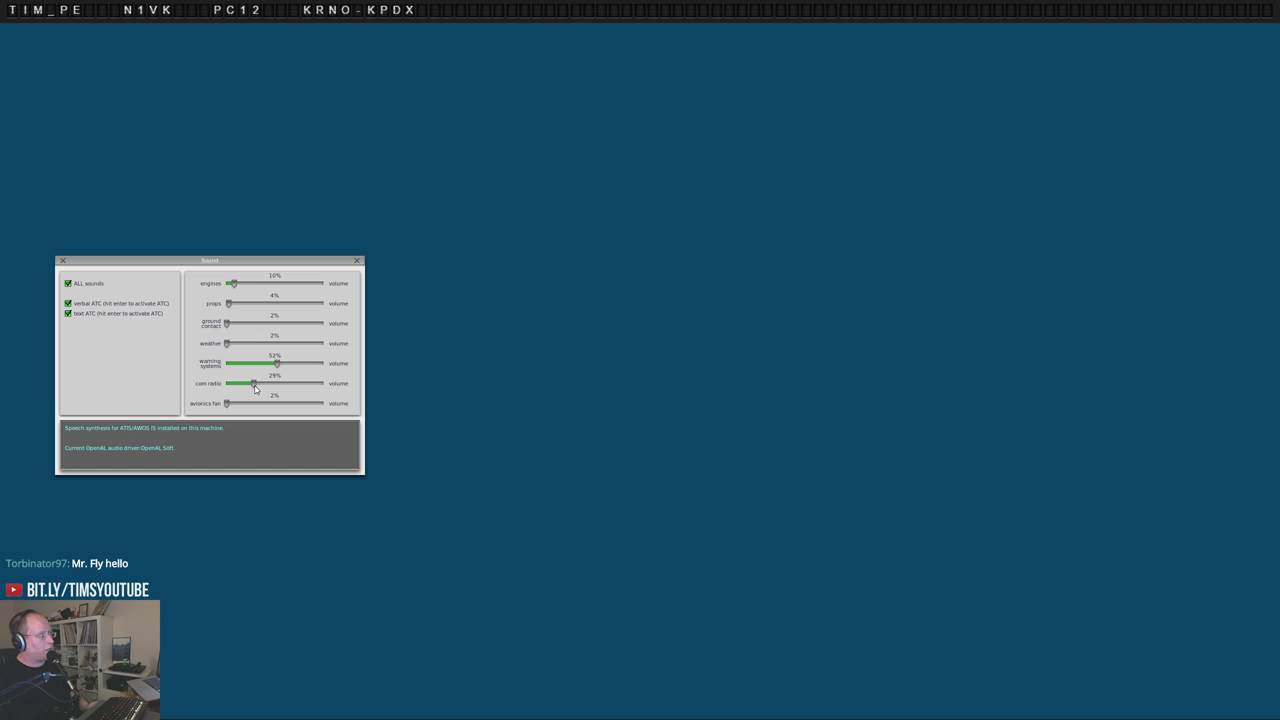 TIM_PE N1VK PC12 KRNO-KPDX
Sound
ALL sounds
verbal ATC (hit enter to activate ATC)
text ATC (hit enter to activate ATC)
10%
engines volume
4%
props volume
2%
ground contact volume
2%
weather volume
52%
warning systems volume
29%
com radio volume
2%
avionics fan volume
Speech synthesis for ATIS/AWOS IS installed on this machine.
Current OpenAL audio driver:OpenAL Soft
Torbinator97: Mr. Fly hello
BIT.LY/TIMSYOUTUBE